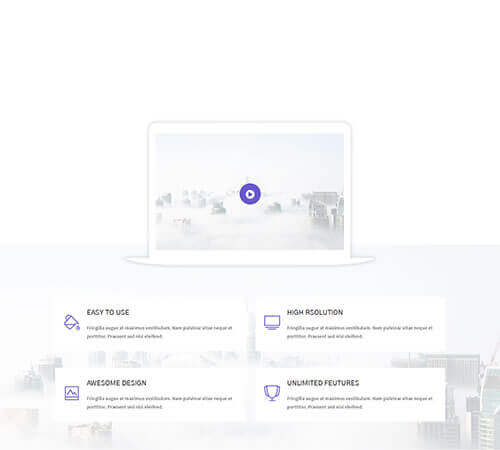 EASY TO USE
Fringilla augue at maximus vestibulum. Nam pulvinar vitae neque et
porttitor. Praesent sed nisi eleifend.
HIGH RSOLUTION
Fringilla augue at maximus vestibulum. Nam pulvinar vitae neque et
porttitor. Praesent sed nisi eleifend.
AWESOME DESIGN
Fringilla augue at maximus vestibulum. Nam pulvinar vitae neque et
porttitor. Praesent sed nisi eleifend.
UNLIMITED FEUTURES
Fringilla augue at maximus vestibulum. Nam pulvinar vitae neque et
porttitor. Praesent sed nisi eleifend.